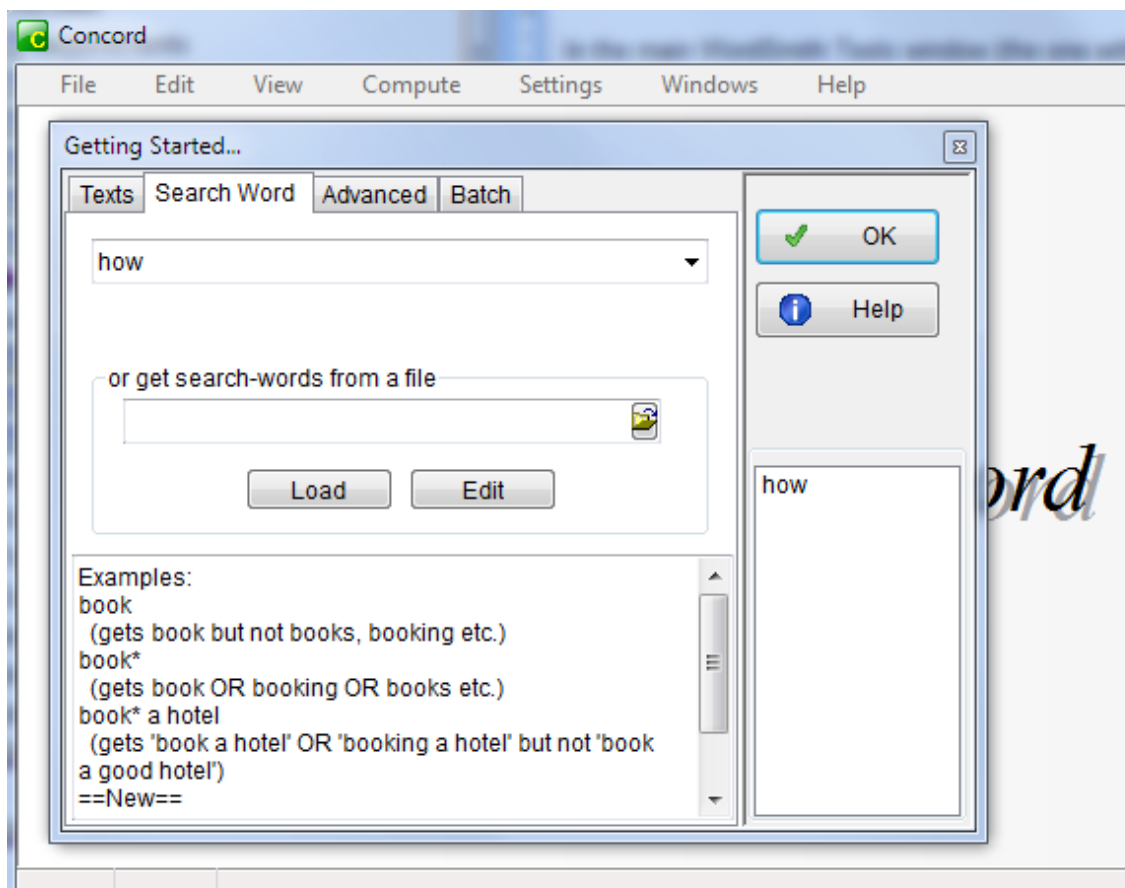 Concord
File Edit View Compute Settings Windows Help
Getting Started...
Texts Search Word Advanced Batch
how
OK
Help
or get search-words from a file
Load Edit
how
ord
Examples:
book
(gets book but not books, booking etc.)
book*
(gets book OR booking OR books etc.)
book* a hotel
(gets 'book a hotel' OR 'booking a hotel' but not 'book
a good hotel')
==New==